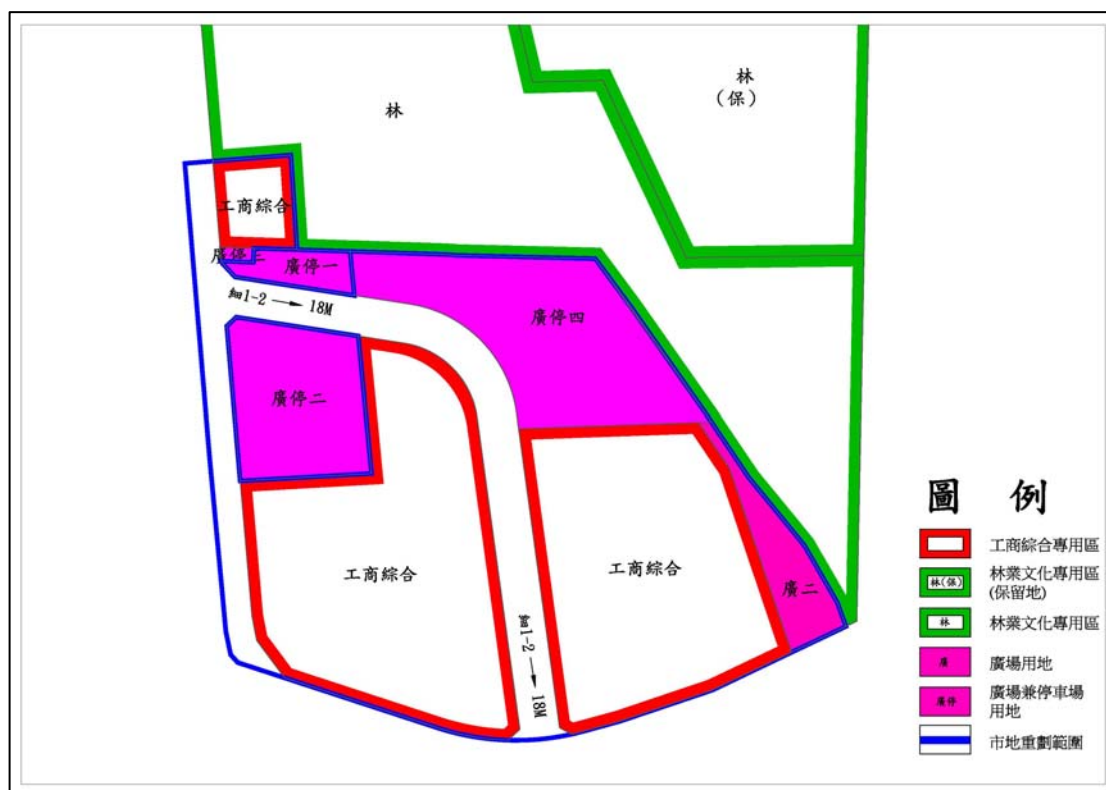 林
林
（保）
工商綜合
廣停三
廣停一
細1-2 → 18M
廣停四
廣停二
工商綜合
工商綜合
廣二
細1-2 → 18M
圖 例
工商綜合專用區
林(保)
林業文化專用區
(保留地)
林
林業文化專用區
廣
廣場用地
廣停
廣場兼停車場
用地
市地重劃範圍